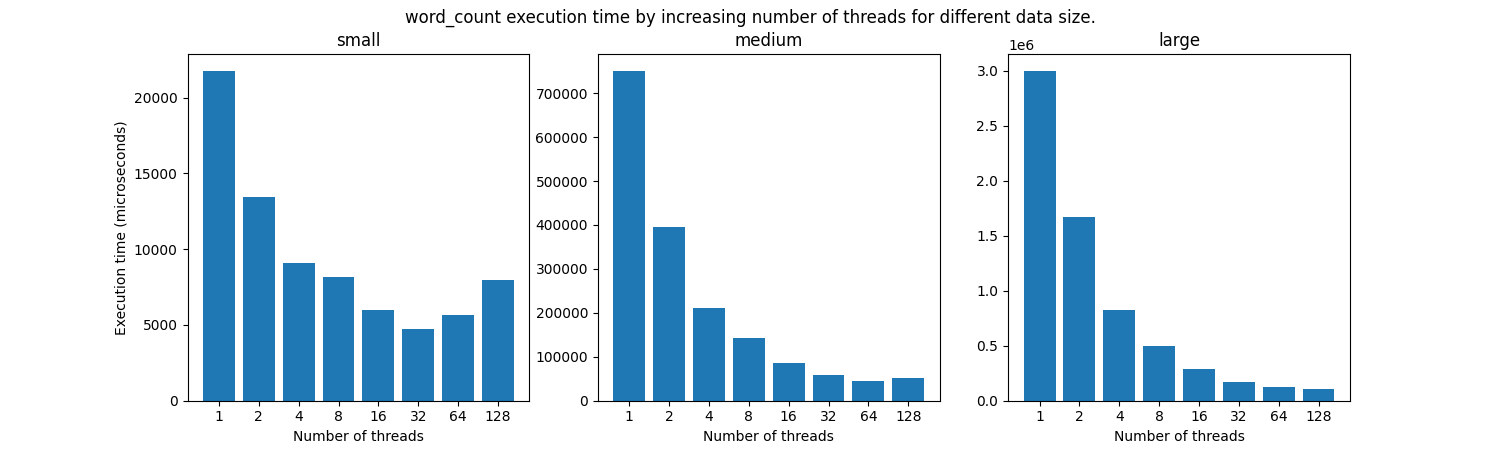 word_count execution time by increasing number of threads for different data size.
small
Execution time (microseconds)
20000
15000
10000
5000
0
1 2 4 8 16 32 64 128
Number of threads
medium
700000
600000
500000
400000
300000
200000
100000
0
1 2 4 8 16 32 64 128
Number of threads
large
1e6
3.0
2.5
2.0
1.5
1.0
0.5
0.0
1 2 4 8 16 32 64 128
Number of threads